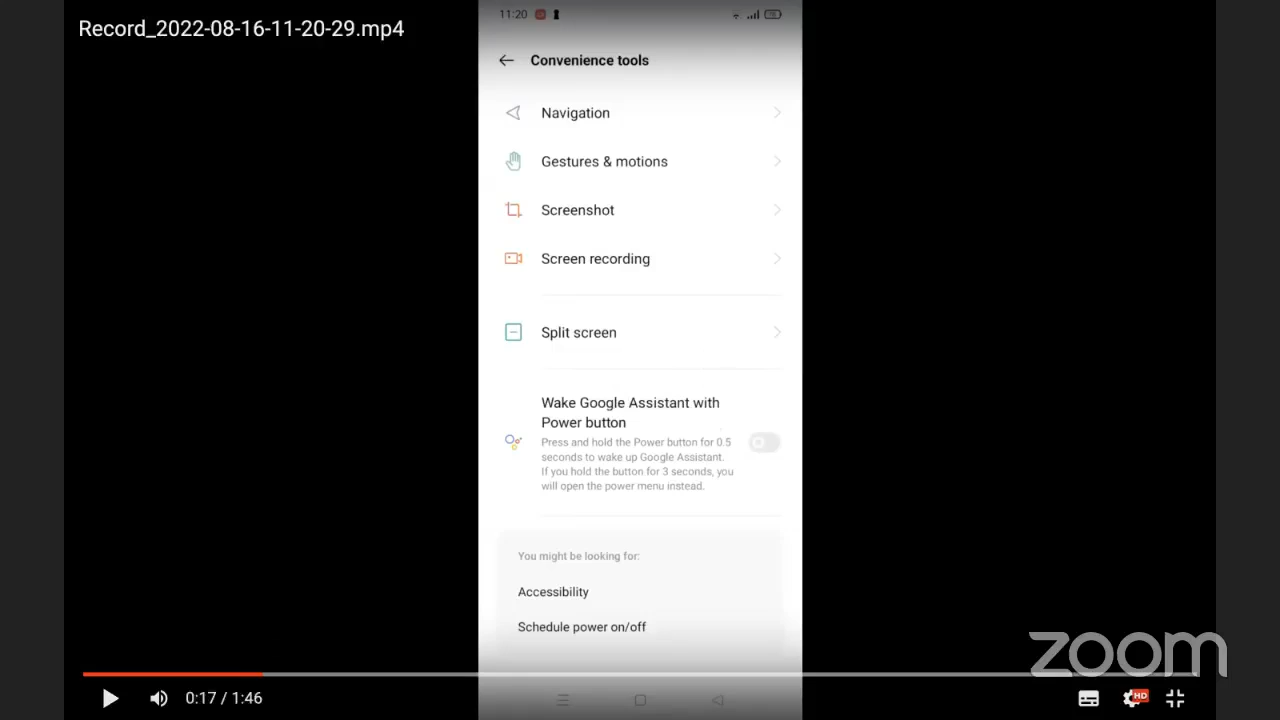 Record_2022-08-16-11-20-29.mp4
11:20
Convenience tools
Navigation
Gestures & motions
Screenshot
Screen recording
Split screen
Wake Google Assistant with
Power button
Press and hold the Power button for 0.5
seconds to wake up Google Assistant.
If you hold the button for 3 seconds, you
will open the power menu instead.
You might be looking for:
Accessibility
Schedule power on/off
zoom
0:17 / 1:46
HD